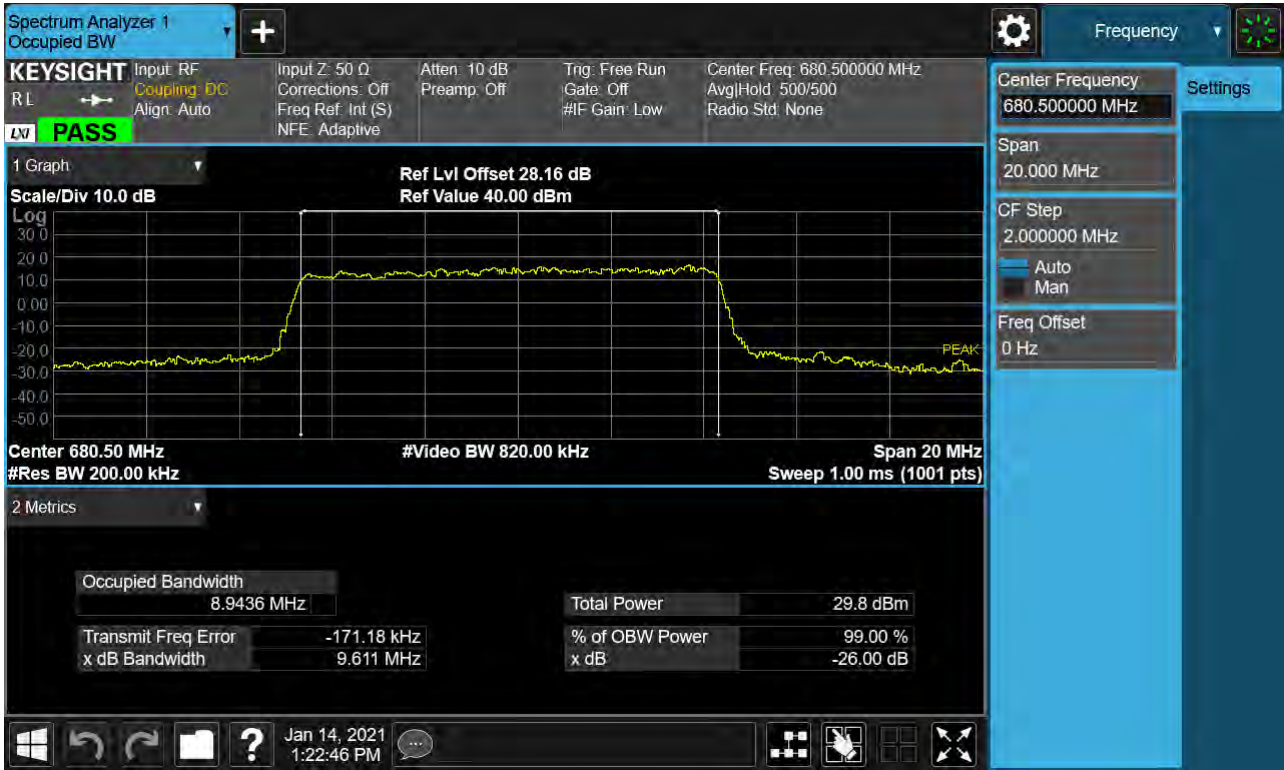 Spectrum Analyzer 1
Occupied BW
+
Frequency
KEYSIGHT
RL
LXI
PASS
Input: RF
Coupling: DC
Align: Auto
Input Z: 50 Ω
Corrections: Off
Freq Ref: Int (S)
NFE: Adaptive
Atten: 10 dB
Preamp: Off
Trig: Free Run
Gate: Off
#IF Gain: Low
Center Freq: 680.500000 MHz
Avg|Hold: 500/500
Radio Std: None
Center Frequency
680.500000 MHz
Settings
Span
20.000 MHz
CF Step
2.000000 MHz
Auto
Man
Freq Offset
0 Hz
1 Graph
Scale/Div 10.0 dB
Ref Lvl Offset 28.16 dB
Ref Value 40.00 dBm
Log
30.0
20.0
10.0
0.00
-10.0
-20.0
-30.0
-40.0
-50.0
PEAK
Center 680.50 MHz
#Res BW 200.00 kHz
#Video BW 820.00 kHz
Span 20 MHz
Sweep 1.00 ms (1001 pts)
2 Metrics
Occupied Bandwidth
8.9436 MHz
Transmit Freq Error -171.18 kHz
x dB Bandwidth 9.611 MHz
Total Power 29.8 dBm
% of OBW Power 99.00 %
x dB -26.00 dB
?
Jan 14, 2021
1:22:46 PM